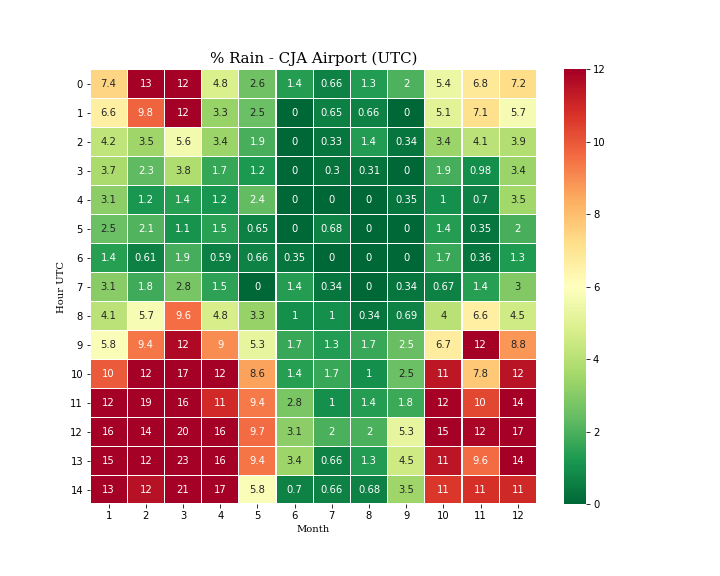 % Rain - CJA Airport (UTC)
0 7.4 13 12 4.8 2.6 1.4 0.66 1.3 2 5.4 6.8 7.2
1 6.6 9.8 12 3.3 2.5 0 0.65 0.66 0 5.1 7.1 5.7
2 4.2 3.5 5.6 3.4 1.9 0 0.33 1.4 0.34 3.4 4.1 3.9
3 3.7 2.3 3.8 1.7 1.2 0 0.3 0.31 0 1.9 0.98 3.4
4 3.1 1.2 1.4 1.2 2.4 0 0 0 0.35 1 0.7 3.5
5 2.5 2.1 1.1 1.5 0.65 0 0.68 0 0 1.4 0.35 2
6 1.4 0.61 1.9 0.59 0.66 0.35 0 0 0 1.7 0.36 1.3
7 3.1 1.8 2.8 1.5 0 1.4 0.34 0 0.34 0.67 1.4 3
8 4.1 5.7 9.6 4.8 3.3 1 1 0.34 0.69 4 6.6 4.5
9 5.8 9.4 12 9 5.3 1.7 1.3 1.7 2.5 6.7 12 8.8
10 10 12 17 12 8.6 1.4 1.7 1 2.5 11 7.8 12
11 12 19 16 11 9.4 2.8 1 1.4 1.8 12 10 14
12 16 14 20 16 9.7 3.1 2 2 5.3 15 12 17
13 15 12 23 16 9.4 3.4 0.66 1.3 4.5 11 9.6 14
14 13 12 21 17 5.8 0.7 0.66 0.68 3.5 11 11 11
1 2 3 4 5 6 7 8 9 10 11 12
Month
Hour UTC
12
10
8
6
4
2
0